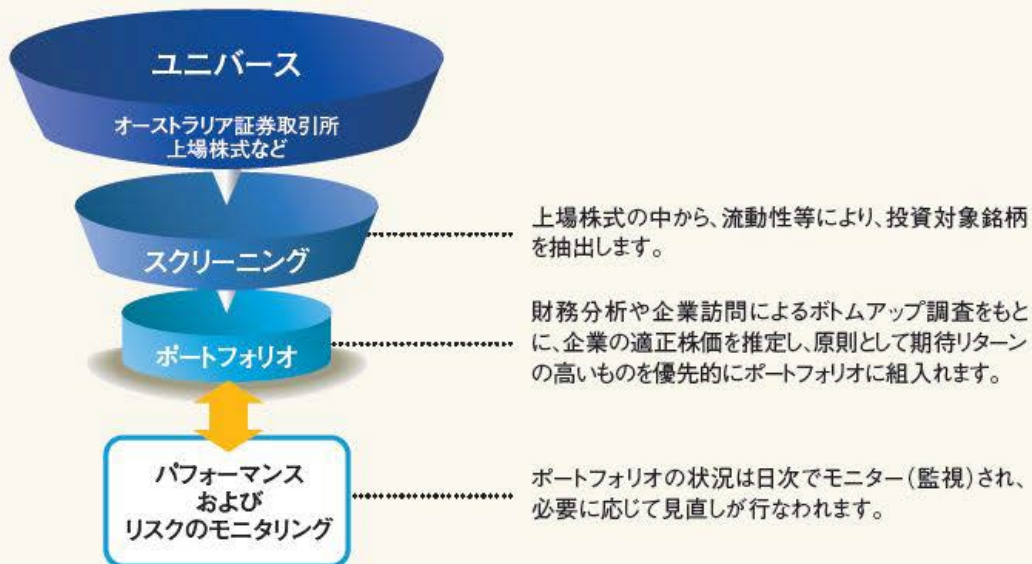 ユニバース
オーストラリア証券取引所
上場株式など
スクリーニング
上場株式の中から、流動性等により、投資対象銘柄
を抽出します。
ポートフォリオ
財務分析や企業訪問によるボトムアップ調査をもと
に、企業の適正株価を推定し、原則として期待リターン
の高いものを優先的にポートフォリオに組入れます。
パフォーマンス
および
リスクのモニタリング
ポートフォリオの状況は日次でモニター(監視)され、
必要に応じて見直しが行なわれます。